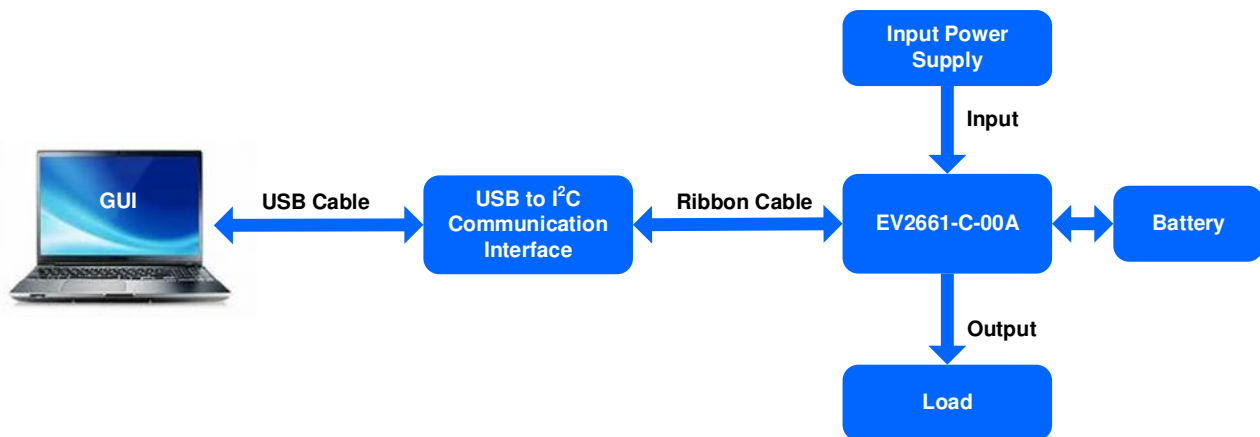 Input Power
Supply
Input
GUI
USB Cable
USB to I²C
Communication
Interface
Ribbon Cable
EV2661-C-00A
Battery
Output
Load